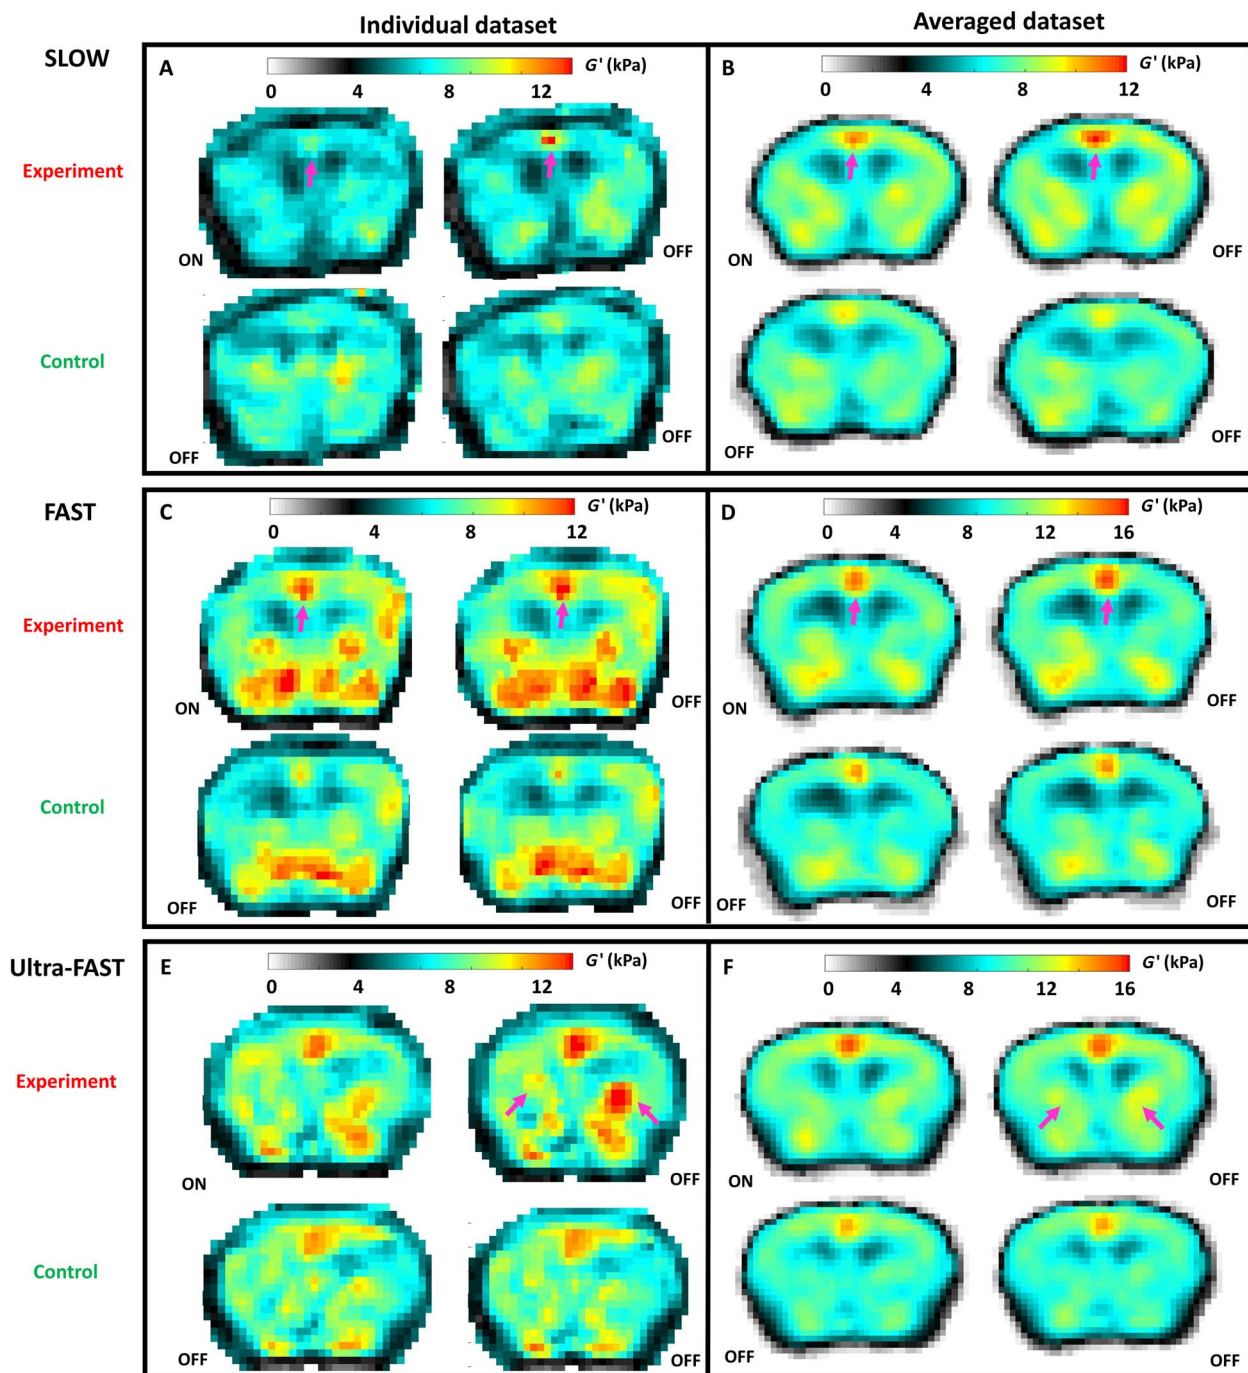 Individual dataset
Averaged dataset
SLOW
A
G' (kPa)
0 4 8 12
B
G' (kPa)
0 4 8 12
Experiment
ON
OFF
ON
OFF
Control
OFF
OFF
OFF
OFF
FAST
C
G' (kPa)
0 4 8 12
D
G' (kPa)
0 4 8 12 16
Experiment
ON
OFF
ON
OFF
Control
OFF
OFF
OFF
OFF
Ultra-FAST
E
G' (kPa)
0 4 8 12
F
G' (kPa)
0 4 8 12 16
Experiment
ON
OFF
ON
OFF
Control
OFF
OFF
OFF
OFF